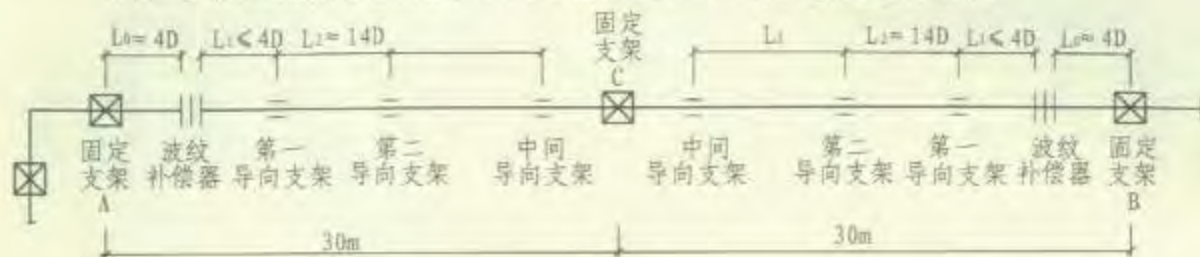 固定
支架
C
L₀≈4D L₁≤4D L₂≈14D L₁ L₂≈14D L₁≤4D L₀≈4D
固定 波纹 第一 第二 中间 中间 第二 第一 波纹 固定
支架 补偿器 导向支架 导向支架 导向支架 导向支架 导向支架 导向支架 补偿器 支架
A B
30m 30m